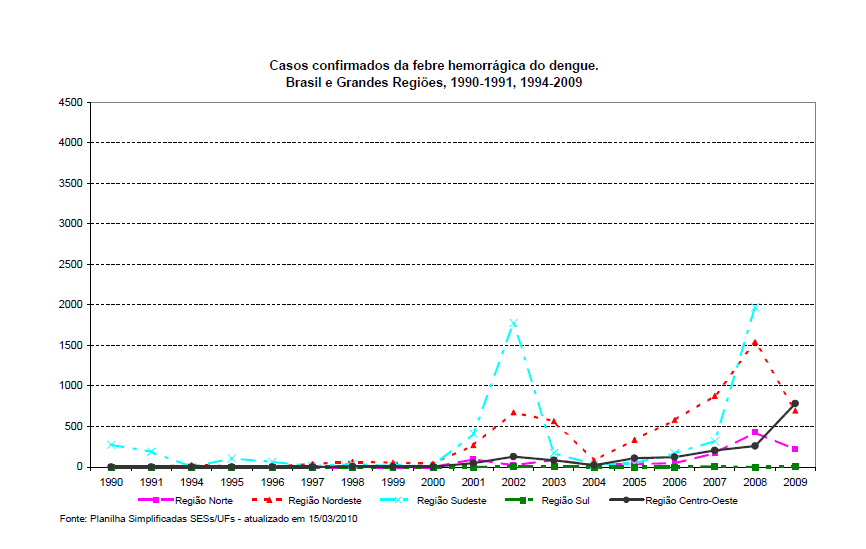 Casos confirmados da febre hemorrágica do dengue.
Brasil e Grandes Regiões, 1990-1991, 1994-2009
4500
4000
3500
3000
2500
2000
1500
1000
500
0
1990 1991 1994 1995 1996 1997 1998 1999 2000 2001 2002 2003 2004 2005 2006 2007 2008 2009
Região Norte Região Nordeste Região Sudeste Região Sul Região Centro-Oeste
Fonte: Planilha Simplificadas SESs/UFs - atualizado em 15/03/2010